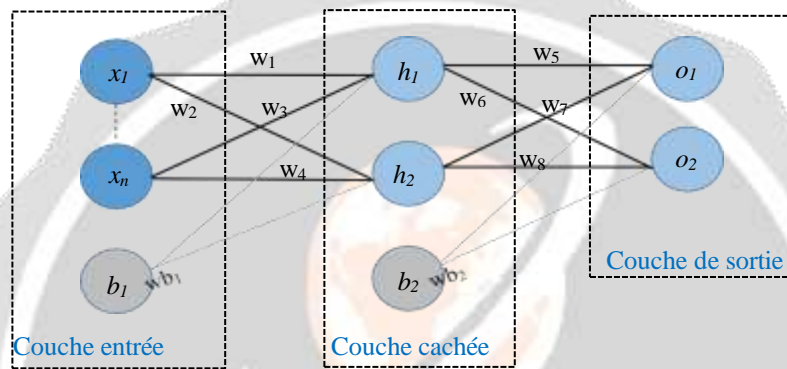 x1
w1
h1
w5
o1
w2
w3
w6
w7
xn
w4
h2
w8
o2
b1
wb1
b2
wb2
Couche de sortie
Couche entrée
Couche cachée